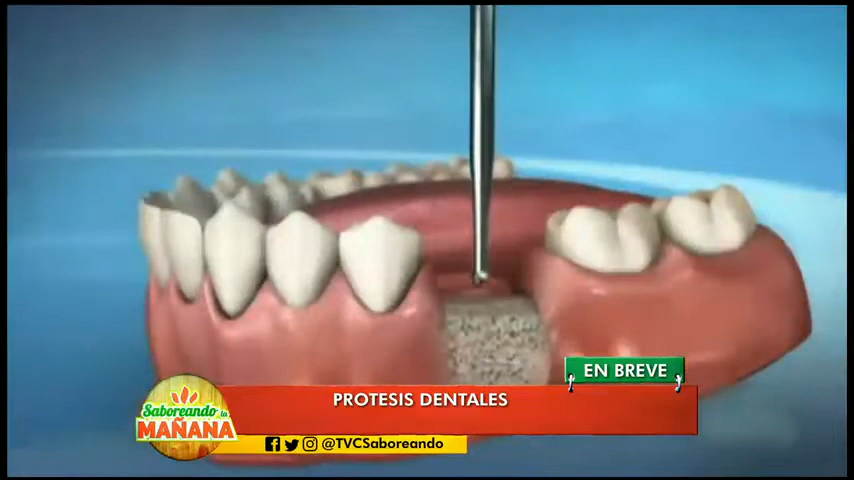 EN BREVE
PROTESIS DENTALES
Saboreando la
MAÑANA
@TVCSaboreando